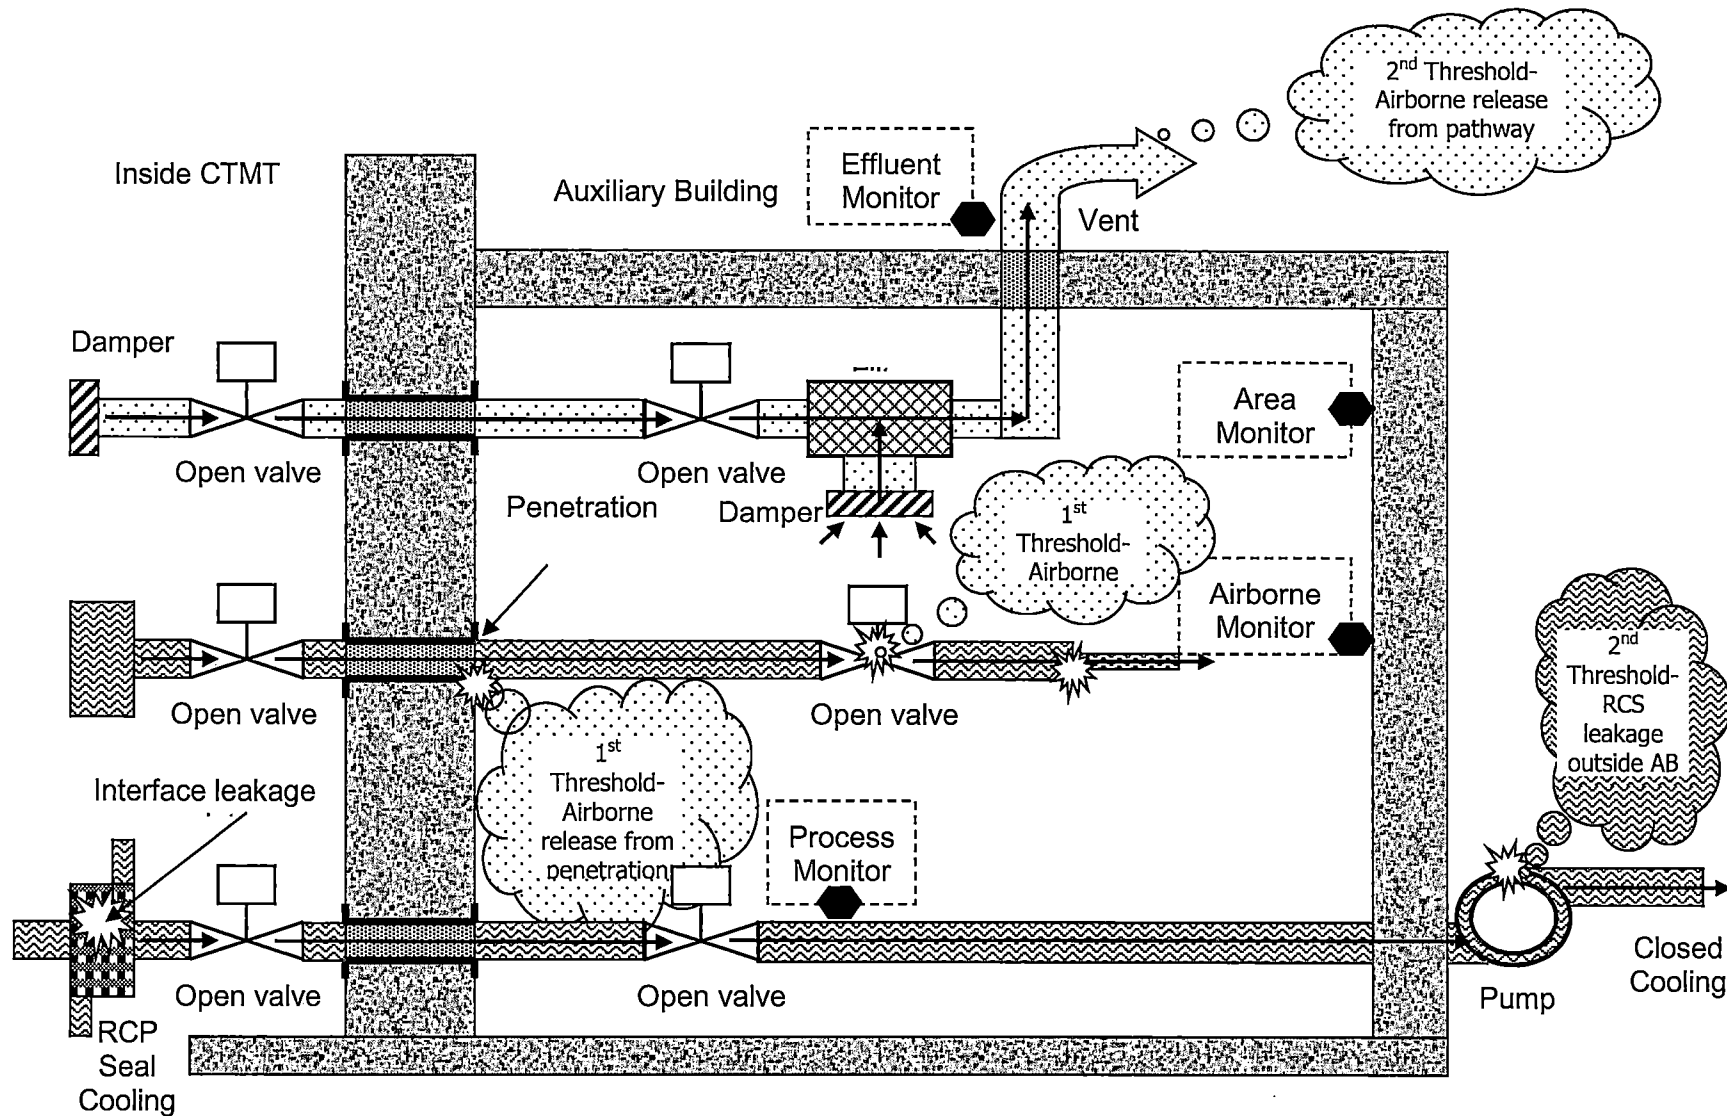 2nd Threshold-
Airborne release
from pathway
Effluent
Monitor
Inside CTMT
Auxiliary Building
Vent
Damper
Area
Monitor
Open valve
Open valve
Penetration
Damper
1st
Threshold-
Airborne
Airborne
Monitor
2nd
Threshold-
RCS
leakage
outside AB
Open valve
Open valve
1st
Threshold-
Airborne
release from
penetration
Interface leakage
Process
Monitor
Open valve
Open valve
Pump
Closed
Cooling
RCP
Seal
Cooling